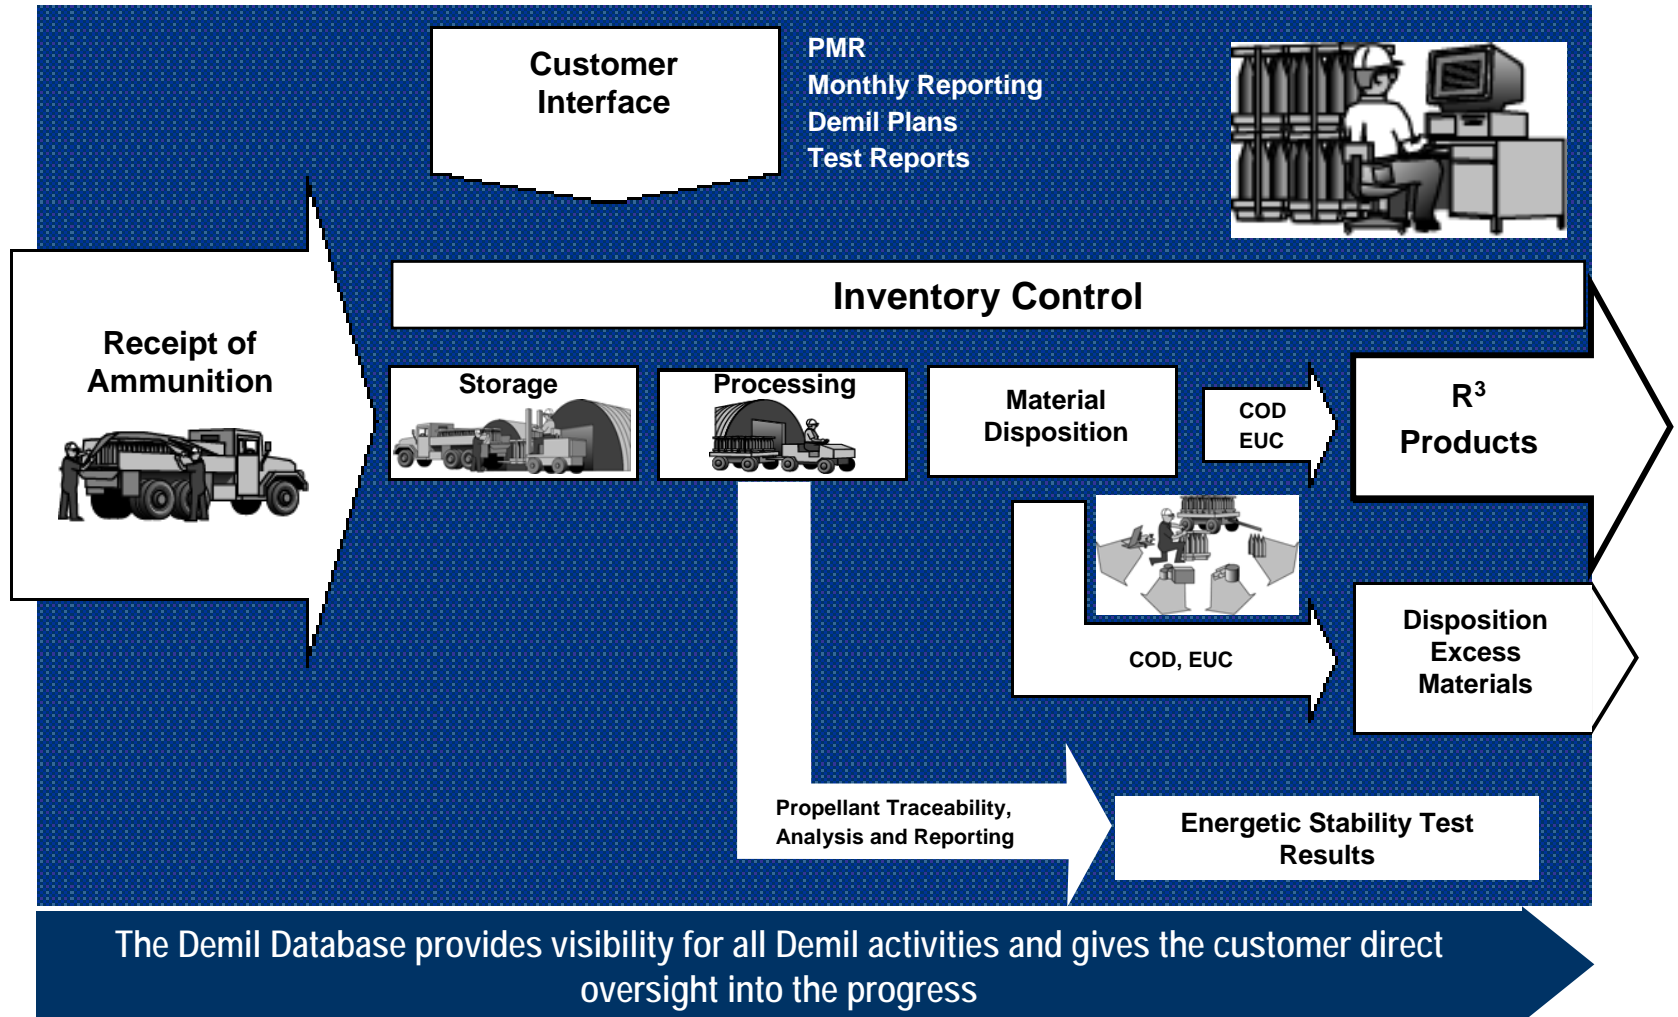 Customer
Interface
PMR
Monthly Reporting
Demil Plans
Test Reports
Inventory Control
Receipt of
Ammunition
Storage
Processing
Material
Disposition
COD
EUC
R³
Products
COD, EUC
Disposition
Excess
Materials
Propellant Traceability,
Analysis and Reporting
Energetic Stability Test
Results
The Demil Database provides visibility for all Demil activities and gives the customer direct
oversight into the progress